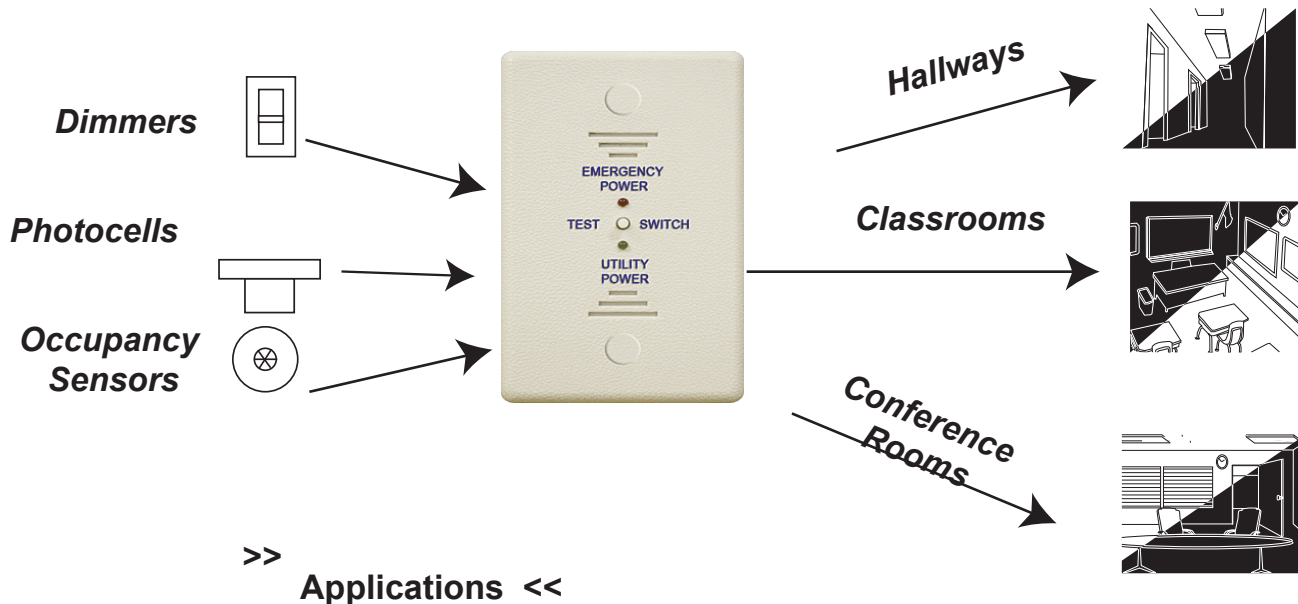 Dimmers
Photocells
Occupancy
Sensors
EMERGENCY
POWER
TEST SWITCH
UTILITY
POWER
Hallways
Classrooms
Conference
Rooms
>>
Applications <<